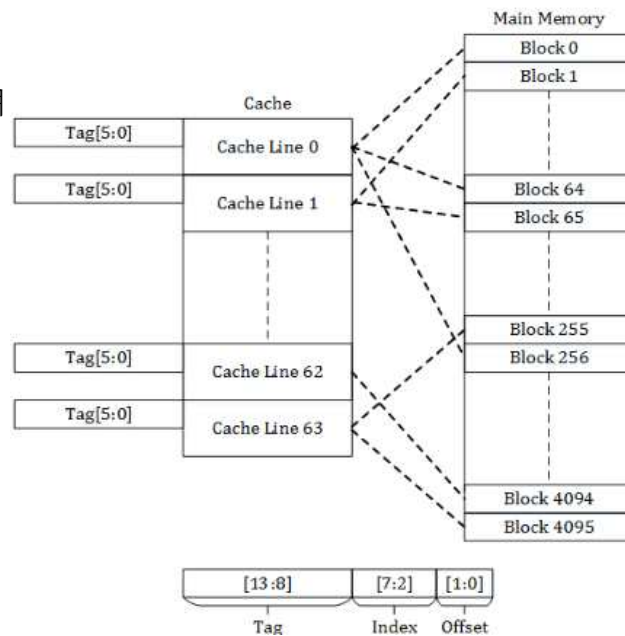 Main Memory
Block 0
Block 1
Cache
Tag[5:0]
Cache Line 0
Tag[5:0]
Cache Line 1
Block 64
Block 65
Block 255
Block 256
Tag[5:0]
Cache Line 62
Tag[5:0]
Cache Line 63
Block 4094
Block 4095
[13:8]
[7:2]
[1:0]
Tag
Index
Offset